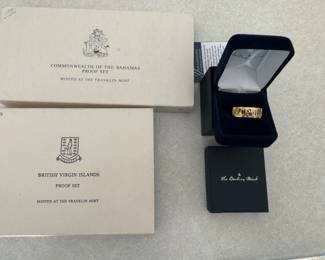 COMMONWEALTH OF THE BAHAMAS
PROOF SET
MINTED AT THE FRANKLIN MINT
BRITISH VIRGIN ISLANDS
PROOF SET
MINTED AT THE FRANKLIN MINT
The Danbury Mint